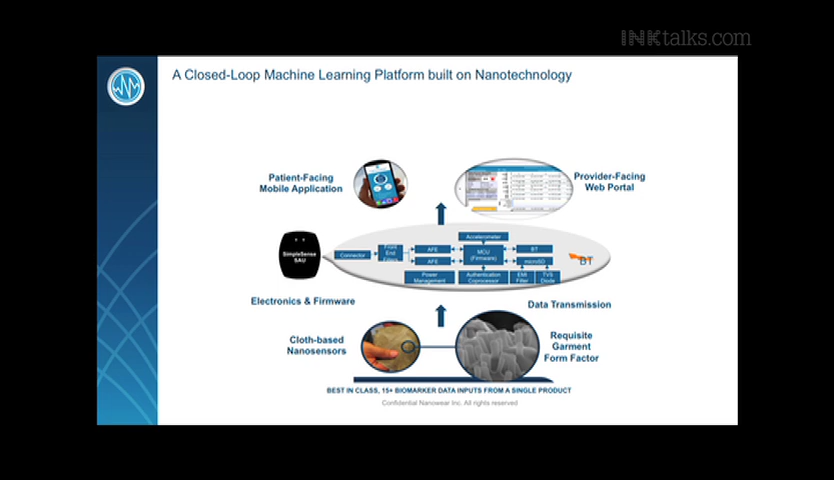 INKtalks.com
A Closed-Loop Machine Learning Platform built on Nanotechnology
Patient-Facing
Mobile Application
Provider-Facing
Web Portal
SimpleSense
SAU
Connector
Front
End
Filters
AFE
AFE
Accelerometer
MCU
(Firmware)
BT
microSD
Power
Management
Authentication
Coprocessor
EMI
Filter
TVS
Diode
BT
Electronics & Firmware
Data Transmission
Cloth-based
Nanosensors
Requisite
Garment
Form Factor
BEST IN CLASS, 15+ BIOMARKER DATA INPUTS FROM A SINGLE PRODUCT
Confidential Nanowear Inc. All rights reserved